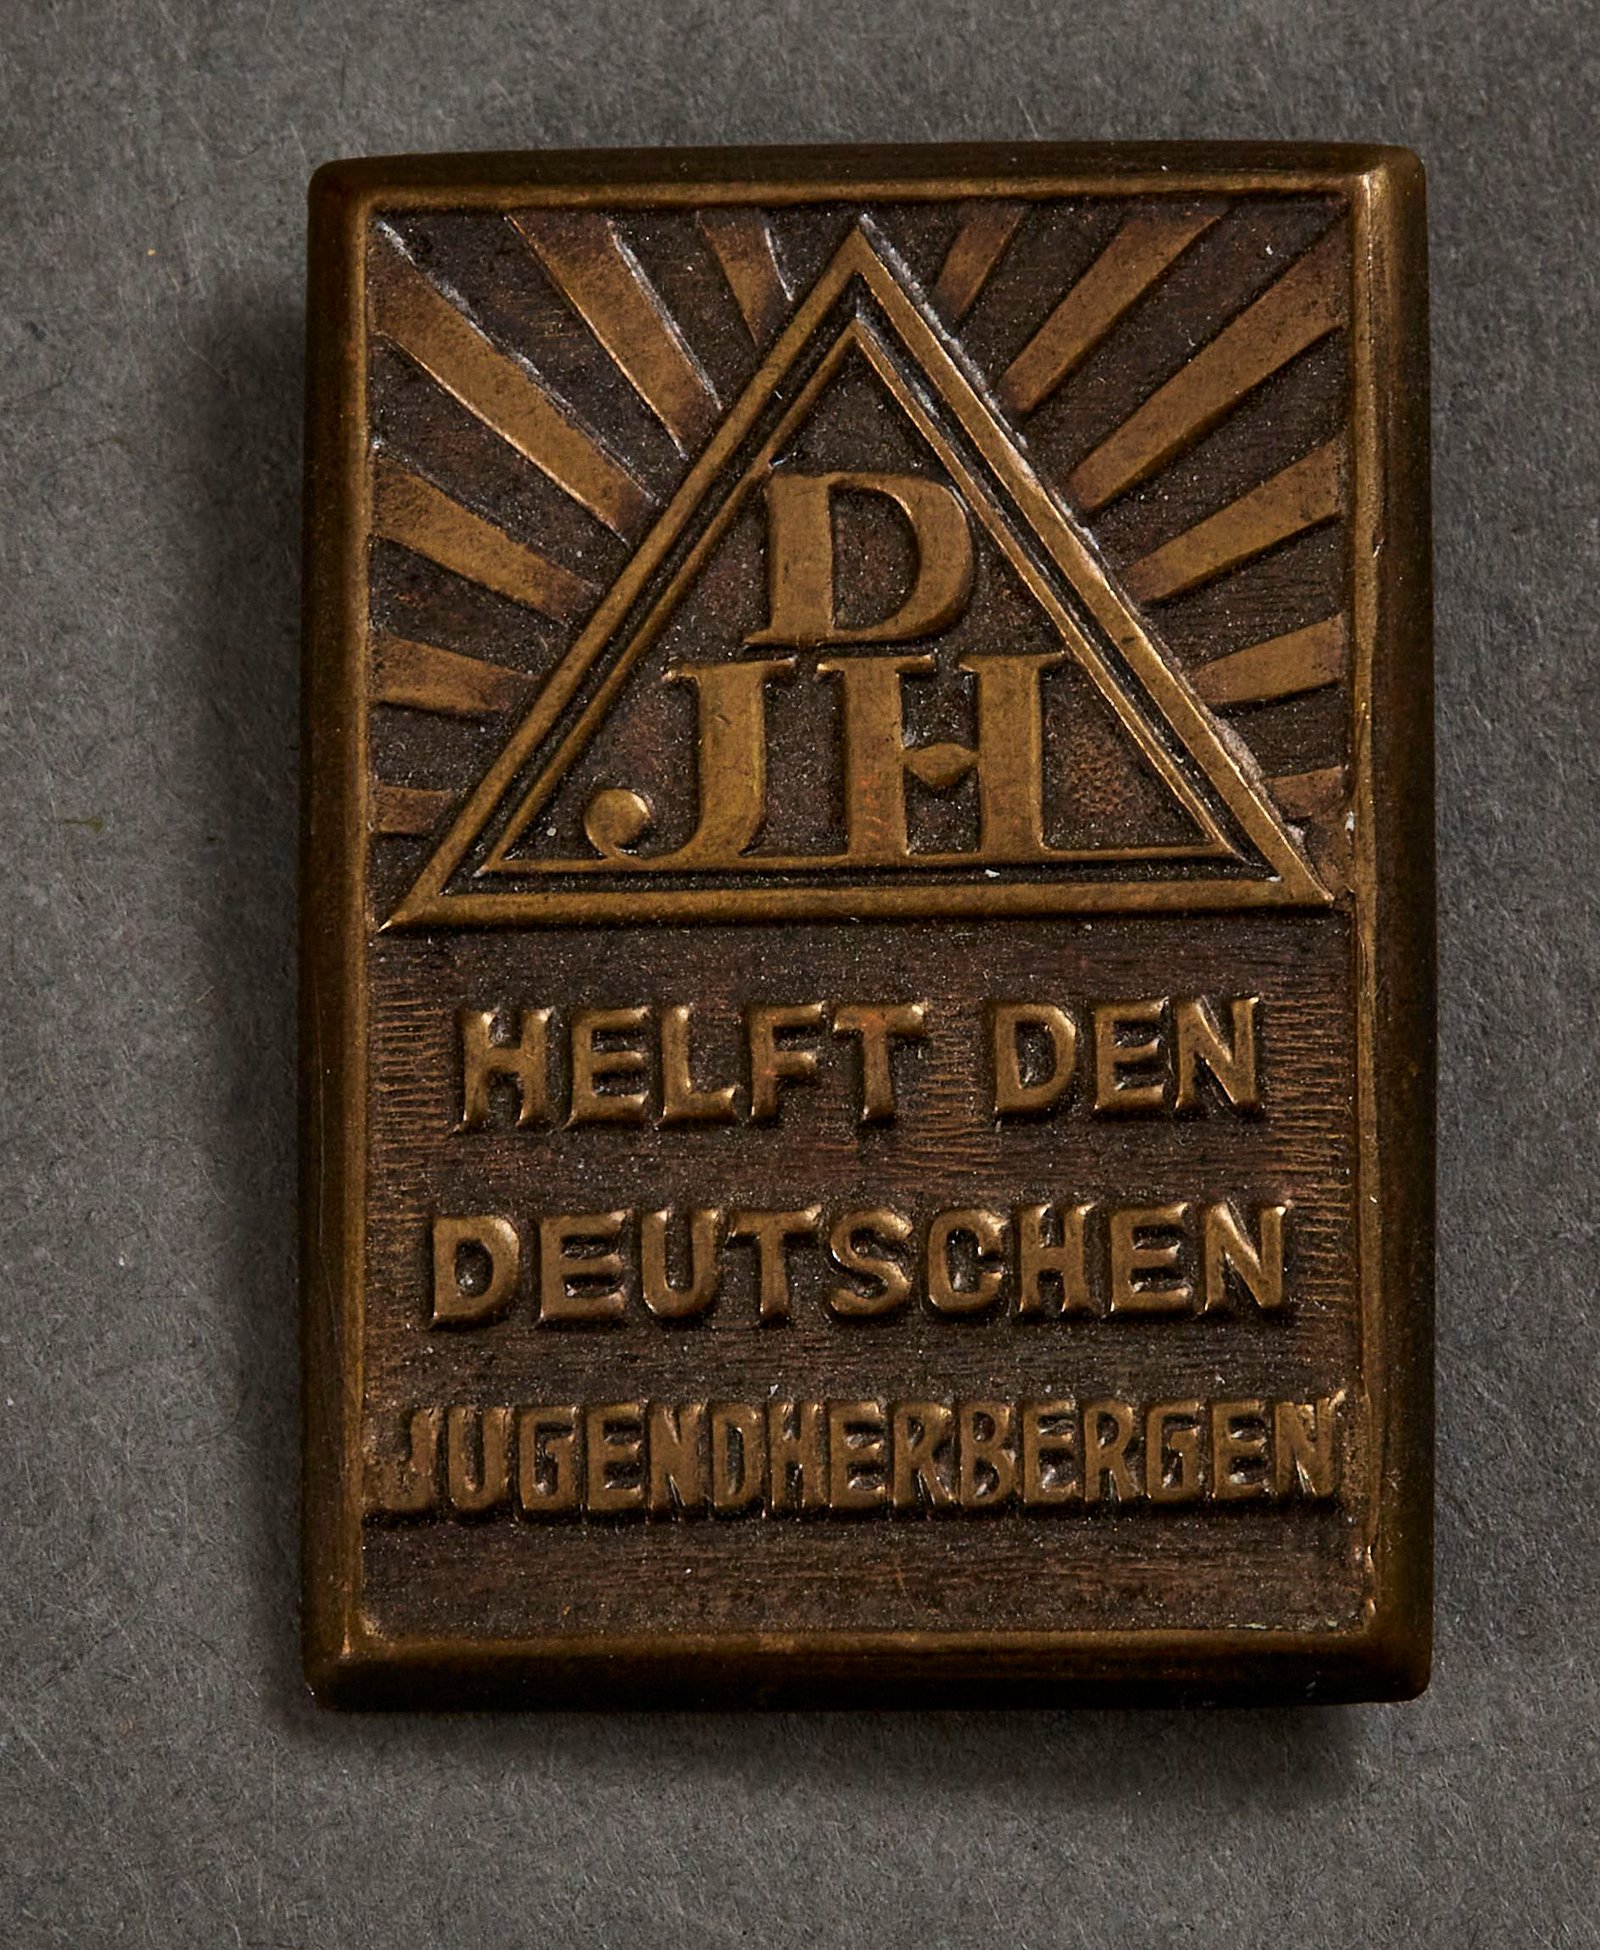 D
JH
HELFT DEN
DEUTSCHEN
JUGENDHERBERGEN